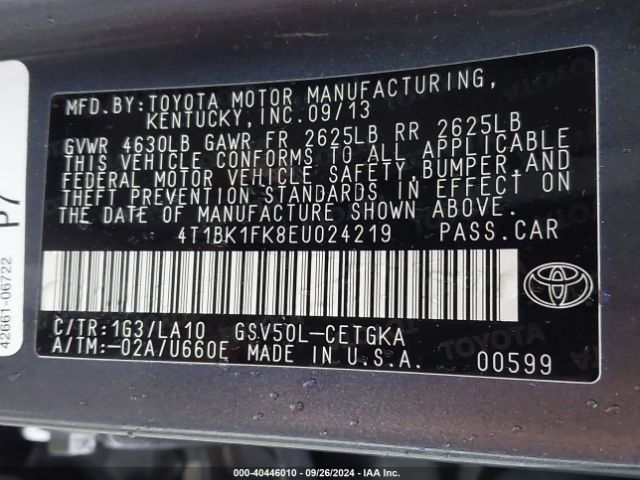 MFD.BY:TOYOTA MOTOR MANUFACTURING,
KENTUCKY,INC.09/13
GVWR 4630LB GAWR FR 2625LB RR 2625LB
THIS VEHICLE CONFORMS TO ALL APPLICABLE
FEDERAL MOTOR VEHICLE SAFETY,BUMPER,AND
THEFT PREVENTION STANDARDS IN EFFECT ON
THE DATE OF MANUFACTURE SHOWN ABOVE.
4T1BK1FK8EU024219 PASS.CAR
C/TR:1G3/LA10 GSV50L-CETGKA
A/TM:-02A/U660E MADE IN U.S.A. 00599
P7
42661-06722
000-40446010 - 09/26/2024 - IAA Inc.